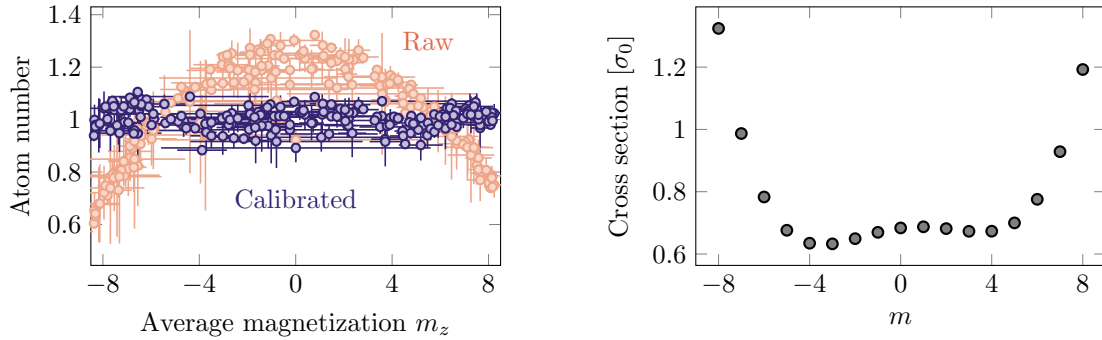 1.4
1.2
1
0.8
0.6
Atom number
Raw
Calibrated
−8 −4 0 4 8
Average magnetization m_z
1.2
1
0.8
0.6
Cross section [σ_0]
−8 −4 0 4 8
m